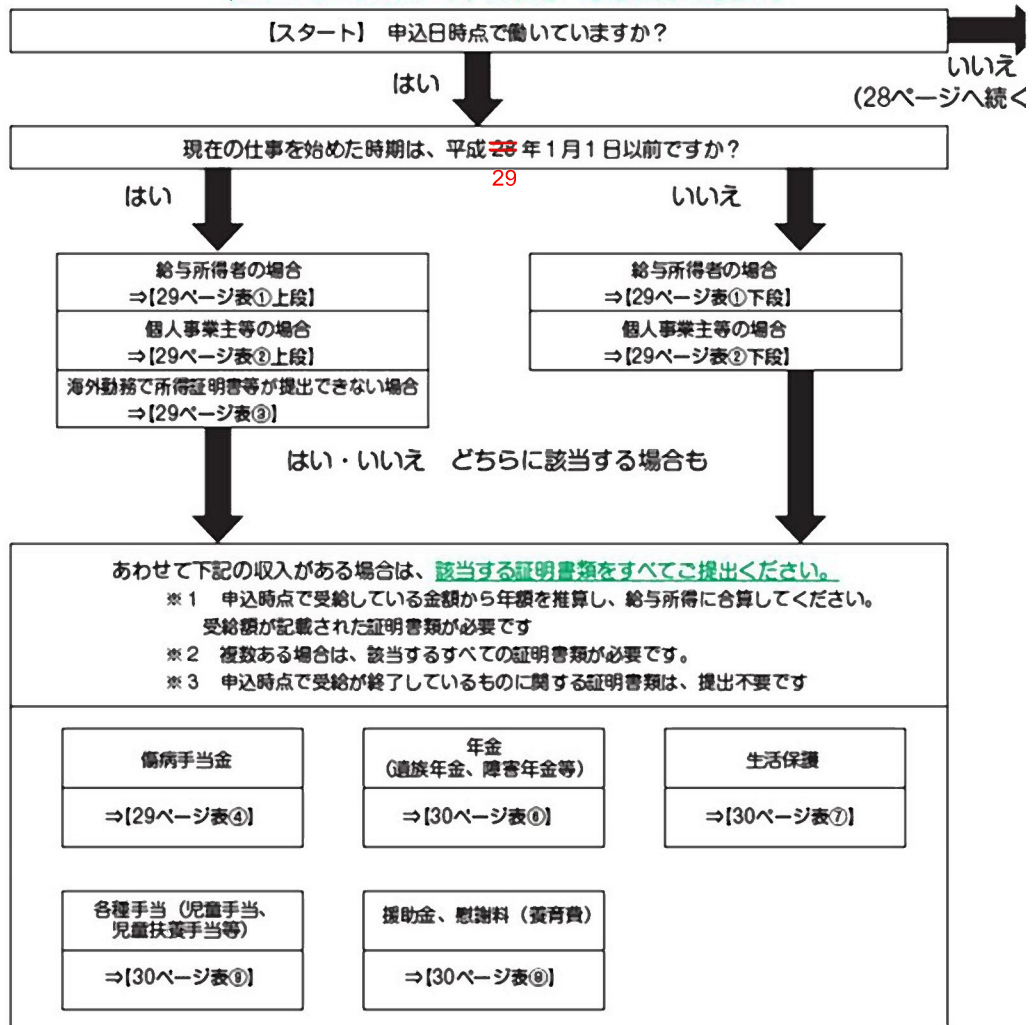 【スタート】 申込日時点で働いていますか？
いいえ
(28ページへ続く
はい
現在の仕事を始めた時期は、平成28年1月1日以前ですか？
29
はい
いいえ
給与所得者の場合
⇒【29ページ表①上段】
個人事業主等の場合
⇒【29ページ表②上段】
海外勤務で所得証明書等が提出できない場合
⇒【29ページ表③】
給与所得者の場合
⇒【29ページ表①下段】
個人事業主等の場合
⇒【29ページ表②下段】
はい・いいえ どちらに該当する場合も
あわせて下記の収入がある場合は、該当する証明書類をすべてご提出ください。
※１ 申込時点で受給している金額から年額を推算し、給与所得に合算してください。
受給額が記載された証明書類が必要です
※２ 複数ある場合は、該当するすべての証明書類が必要です。
※３ 申込時点で受給が終了しているものに関する証明書類は、提出不要です
傷病手当金
⇒【29ページ表④】
年金
(遺族年金、障害年金等)
⇒【30ページ表⑥】
生活保護
⇒【30ページ表⑦】
各種手当（児童手当、
児童扶養手当等）
⇒【30ページ表⑨】
援助金、慰謝料（養育費）
⇒【30ページ表⑧】